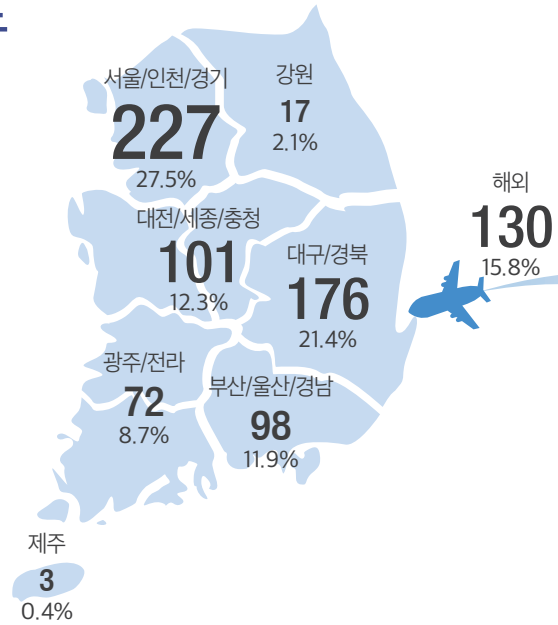 서울/인천/경기
227
27.5%
강원
17
2.1%
해외
130
15.8%
대전/세종/충청
101
12.3%
대구/경북
176
21.4%
광주/전라
72
8.7%
부산/울산/경남
98
11.9%
제주
3
0.4%